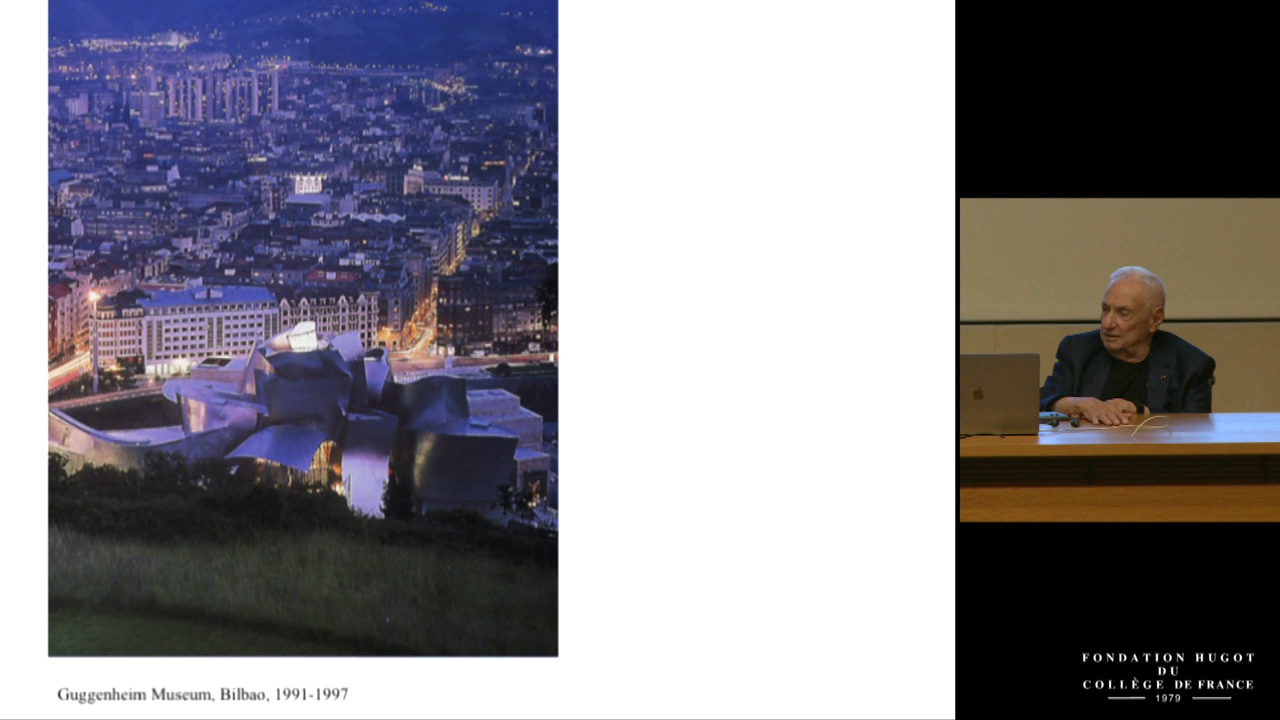 Guggenheim Museum, Bilbao, 1991-1997
FONDATION HUGOT
DU
COLLÈGE DE FRANCE
1979